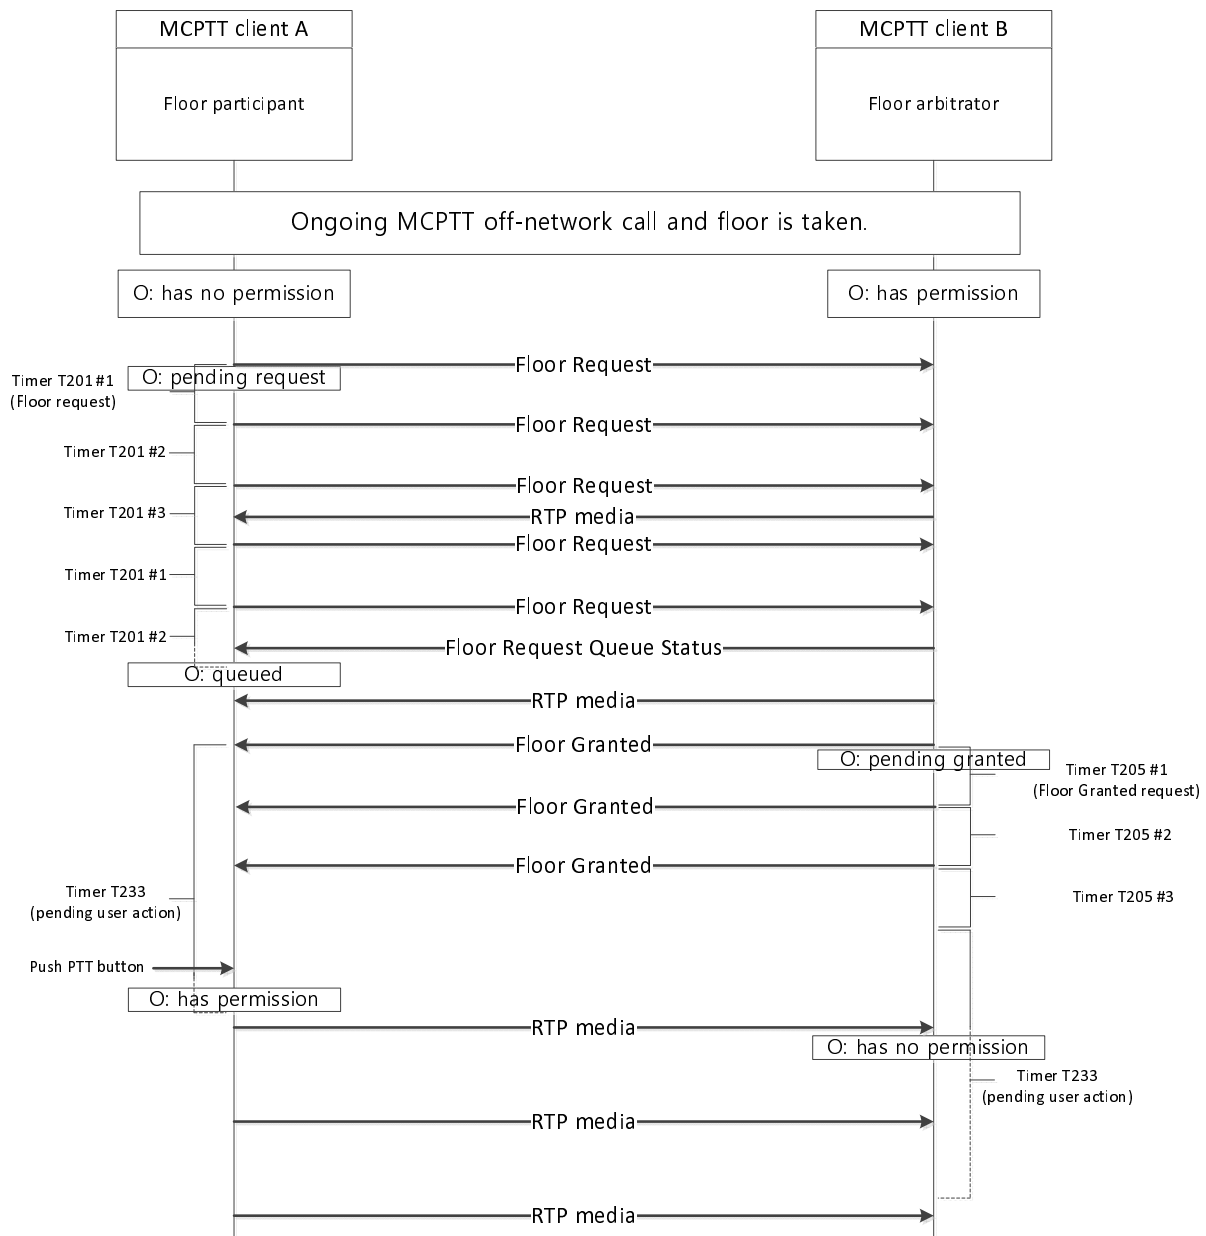 MCPTT client A
MCPTT client B
Floor participant
Floor arbitrator
Ongoing MCPTT off-network call and floor is taken.
O: has no permission
O: has permission
Floor Request
O: pending request
Timer T201 #1
(Floor request)
Floor Request
Timer T201 #2
Floor Request
Timer T201 #3
RTP media
Floor Request
Timer T201 #1
Floor Request
Timer T201 #2
Floor Request Queue Status
O: queued
RTP media
Floor Granted
O: pending granted
Timer T205 #1
(Floor Granted request)
Floor Granted
Timer T205 #2
Floor Granted
Timer T233
(pending user action)
Timer T205 #3
Push PTT button
O: has permission
RTP media
O: has no permission
Timer T233
(pending user action)
RTP media
RTP media